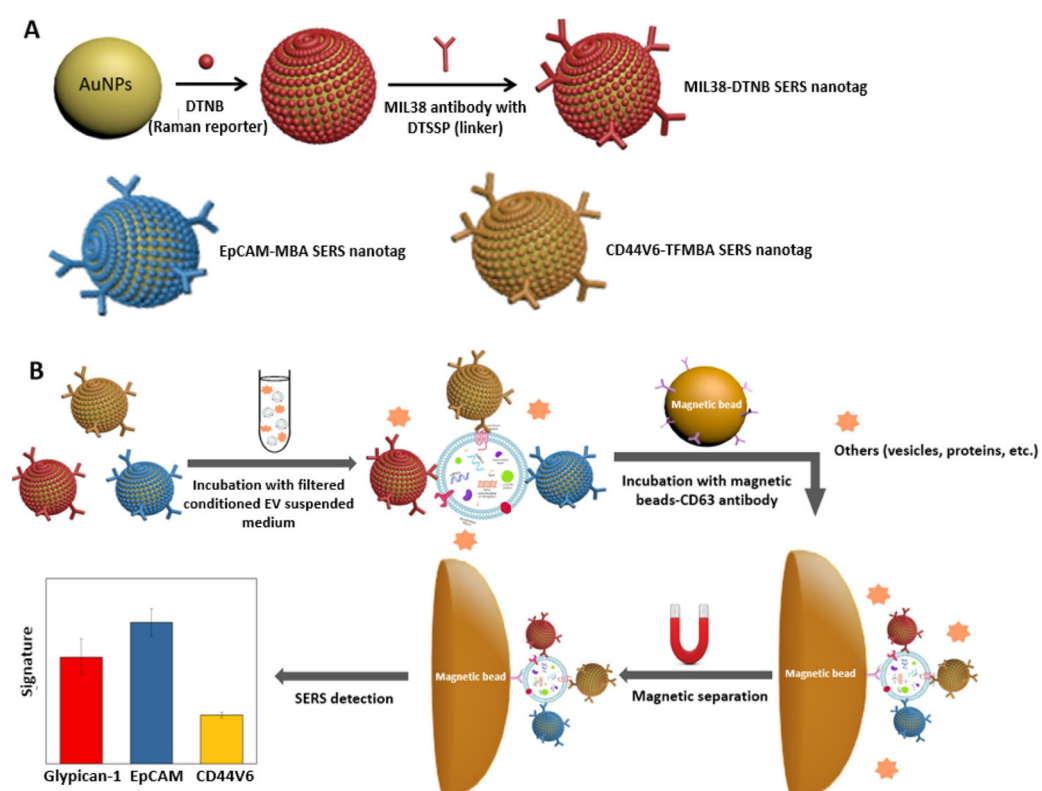 A
AuNPs
DTNB
(Raman reporter)
MIL38 antibody with
DTSSP (linker)
MIL38-DTNB SERS nanotag
EpCAM-MBA SERS nanotag
CD44V6-TFMBA SERS nanotag
B
Incubation with filtered
conditioned EV suspended
medium
Magnetic bead
Incubation with magnetic
beads-CD63 antibody
Others (vesicles, proteins, etc.)
Magnetic bead
Magnetic separation
Magnetic bead
SERS detection
Signature
Glypican-1
EpCAM
CD44V6